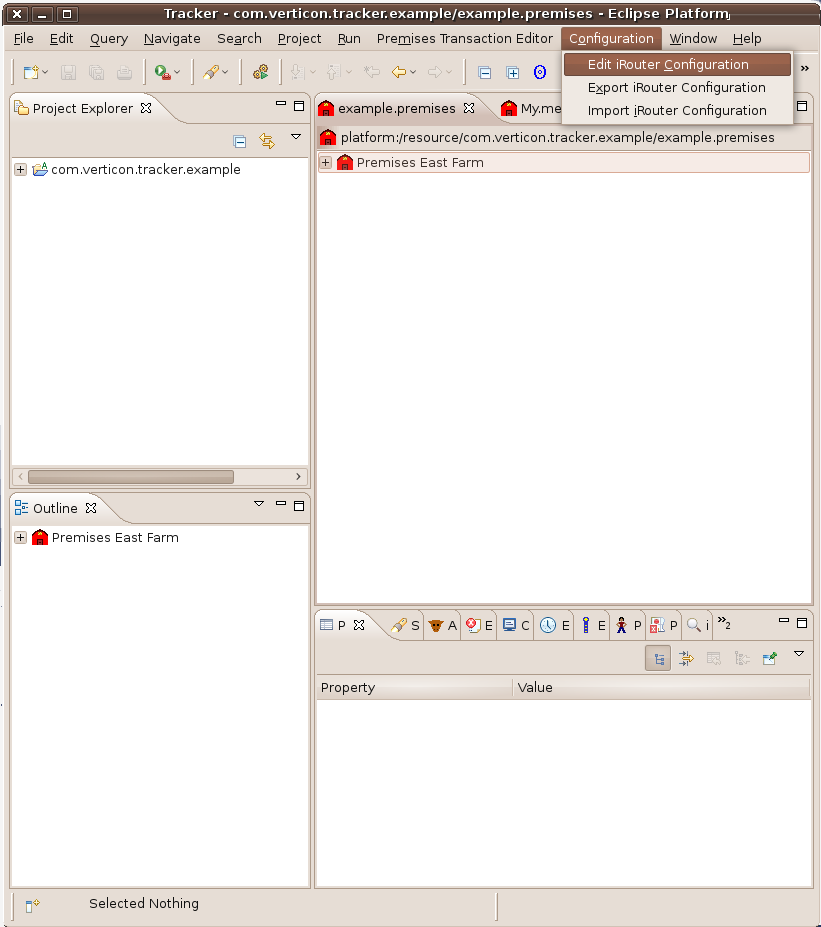 Tracker - com.verticon.tracker.example/example.premises - Eclipse Platform
File Edit Query Navigate Search Project Run Premises Transaction Editor Configuration Window Help
Edit iRouter Configuration
Export iRouter Configuration
Import iRouter Configuration
»
Project Explorer
example.premises My.me
platform:/resource/com.verticon.tracker.example/example.premises
com.verticon.tracker.example
Premises East Farm
Outline
Premises East Farm
P S A E C E E P P i »2
Property Value
Selected Nothing